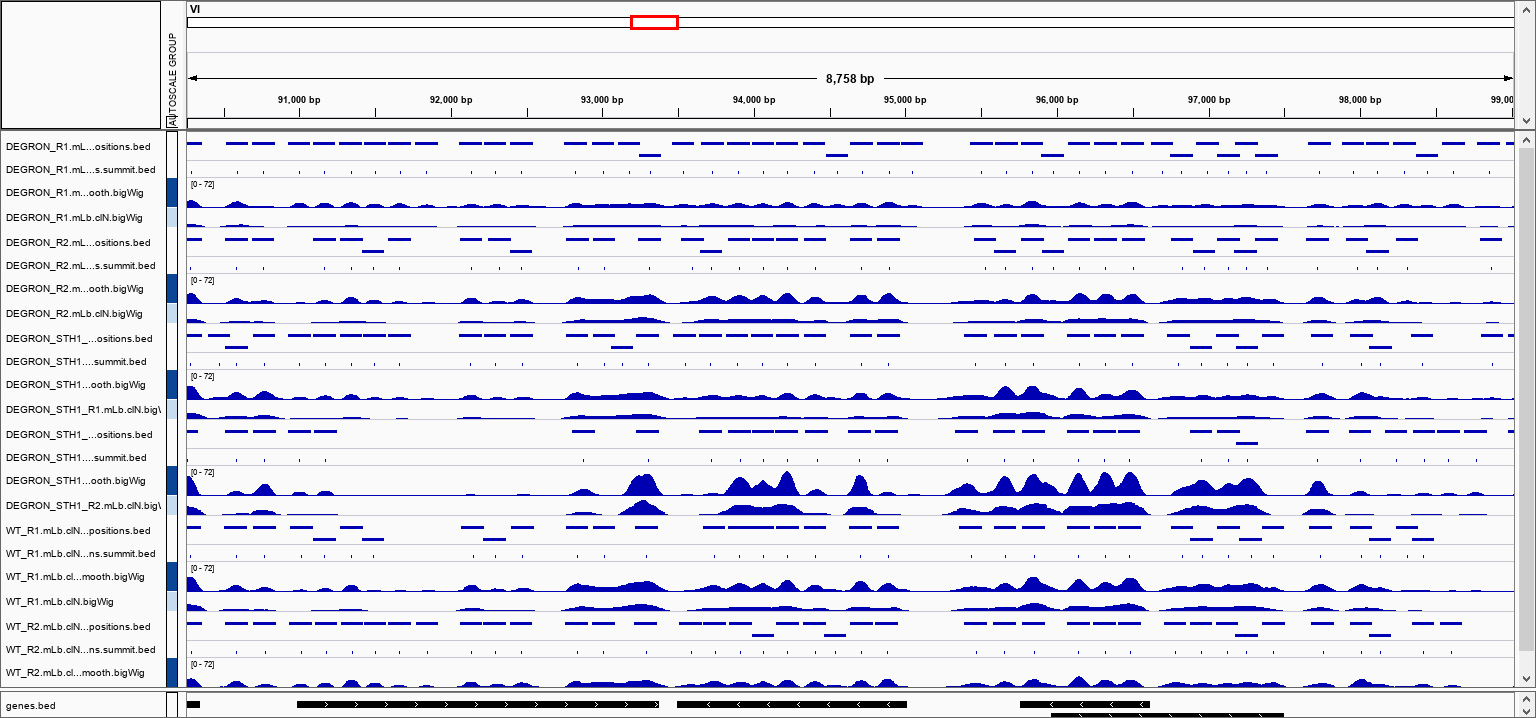 VI
AUTOSCALE GROUP
8,758 bp
91,000 bp 92,000 bp 93,000 bp 94,000 bp 95,000 bp 96,000 bp 97,000 bp 98,000 bp 99,00
DEGRON_R1.mL...ositions.bed
DEGRON_R1.mL...s.summit.bed
DEGRON_R1.m...ooth.bigWig [0 - 72]
DEGRON_R1.mLb.clN.bigWig
DEGRON_R2.mL...ositions.bed
DEGRON_R2.mL...s.summit.bed
DEGRON_R2.m...ooth.bigWig [0 - 72]
DEGRON_R2.mLb.clN.bigWig
DEGRON_STH1_...ositions.bed
DEGRON_STH1....summit.bed
DEGRON_STH1...ooth.bigWig [0 - 72]
DEGRON_STH1_R1.mLb.clN.big\
DEGRON_STH1_...ositions.bed
DEGRON_STH1....summit.bed
DEGRON_STH1...ooth.bigWig [0 - 72]
DEGRON_STH1_R2.mLb.clN.big\
WT_R1.mLb.clN...positions.bed
WT_R1.mLb.clN...ns.summit.bed
WT_R1.mLb.cl...mooth.bigWig [0 - 72]
WT_R1.mLb.clN.bigWig
WT_R2.mLb.clN...positions.bed
WT_R2.mLb.clN...ns.summit.bed
WT_R2.mLb.cl...mooth.bigWig [0 - 72]
genes.bed